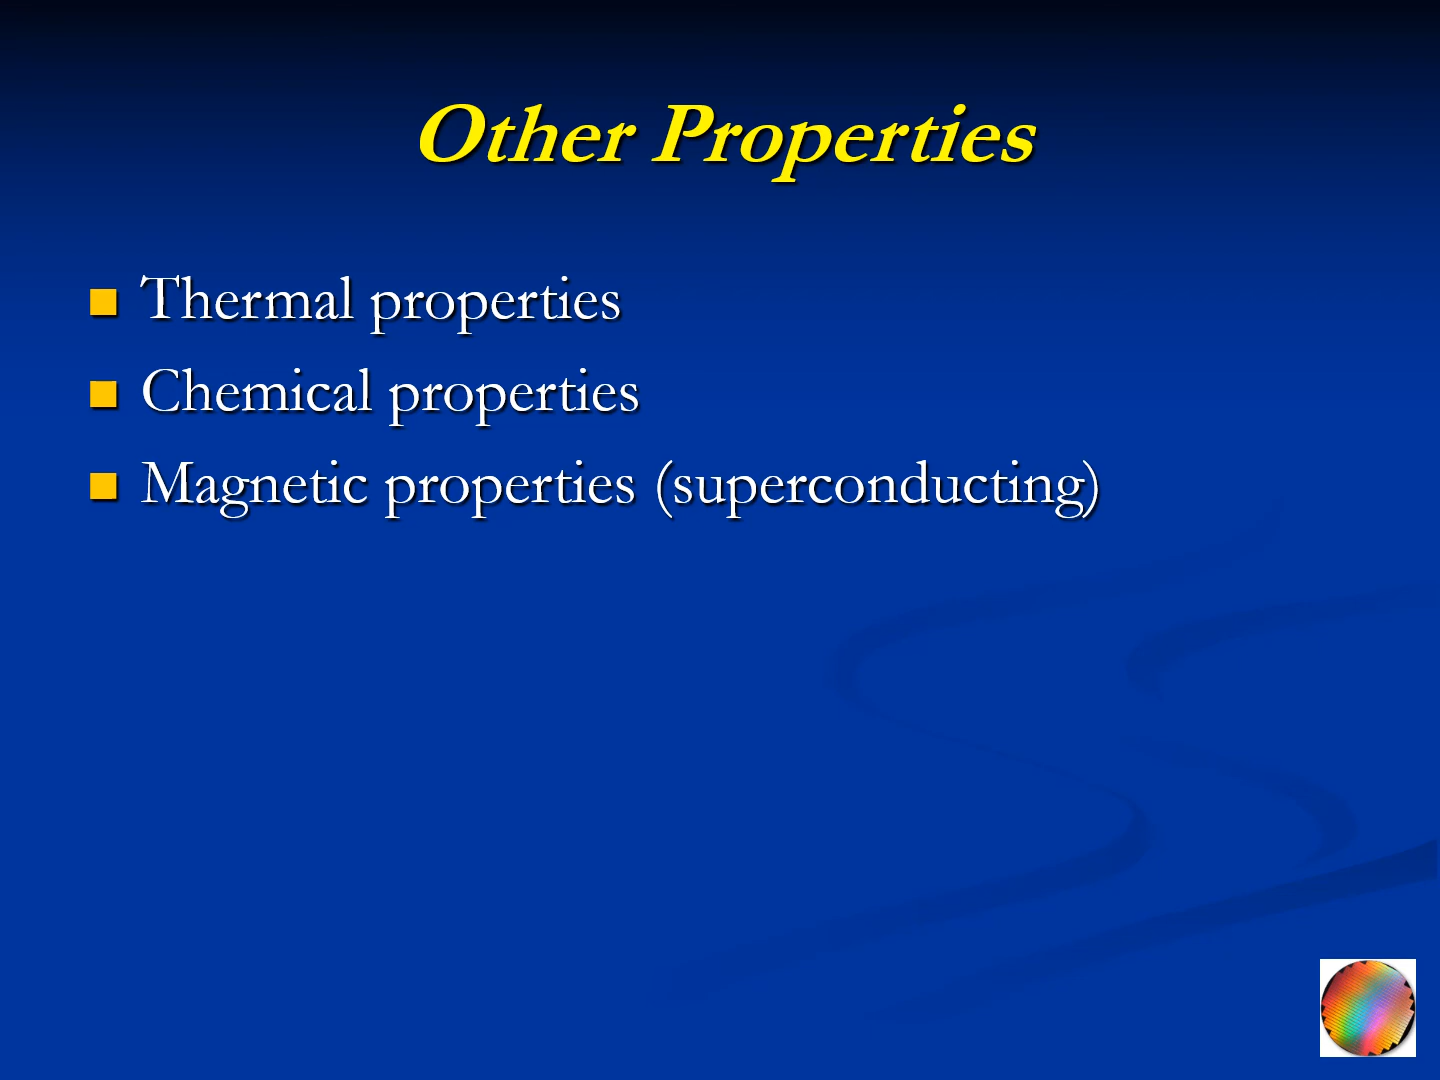 Other Properties
Thermal properties
Chemical properties
Magnetic properties (superconducting)